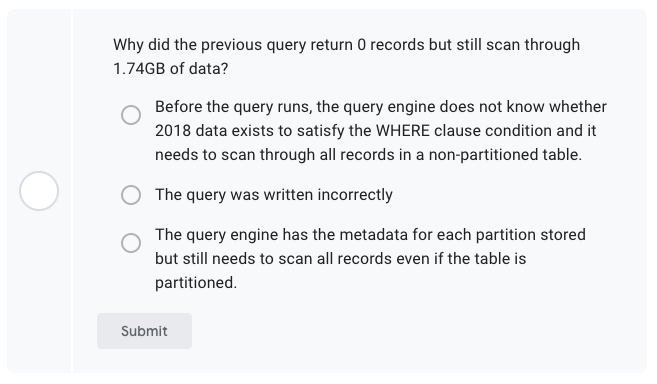 Why did the previous query return 0 records but still scan through
1.74GB of data?
Before the query runs, the query engine does not know whether
2018 data exists to satisfy the WHERE clause condition and it
needs to scan through all records in a non-partitioned table.
The query was written incorrectly
The query engine has the metadata for each partition stored
but still needs to scan all records even if the table is
partitioned.
Submit